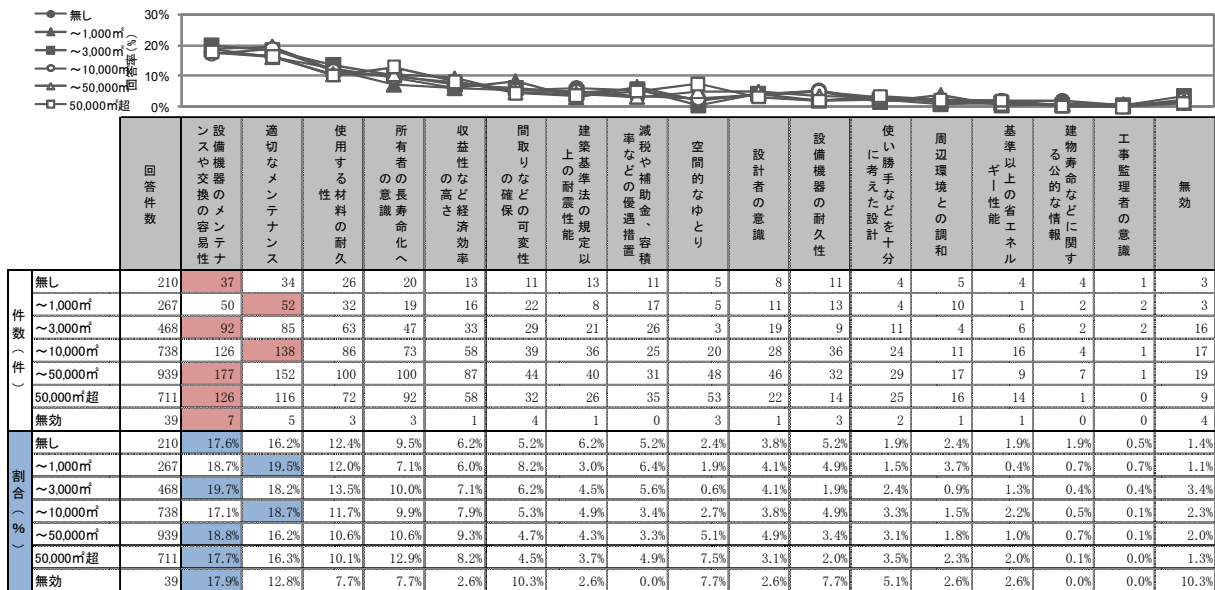 無し
～1,000㎡
～3,000㎡
～10,000㎡
～50,000㎡
50,000㎡超
回答率(%)
30%
20%
10%
0%
回答件数 設備機器のメンテナンスや交換の容易性 適切なメンテナンス 使用する材料の耐久性 所有者の長寿命化への意識 収益性など経済効率の高さ 間取りなどの可変性の確保 建築基準法の規定以上の耐震性能 減税や補助金、容積率などの優遇措置 空間的なゆとり 設計者の意識 設備機器の耐久性 使い勝手などを十分に考えた設計 周辺環境との調和 基準以上の省エネルギー性能 建物寿命などに関する公的な情報 工事監理者の意識 無効
件数（件）
無し 210 37 34 26 20 13 11 13 11 5 8 11 4 5 4 4 1 3
～1,000㎡ 267 50 52 32 19 16 22 8 17 5 11 13 4 10 1 2 2 3
～3,000㎡ 468 92 85 63 47 33 29 21 26 3 19 9 11 4 6 2 2 16
～10,000㎡ 738 126 138 86 73 58 39 36 25 20 28 36 24 11 16 4 1 17
～50,000㎡ 939 177 152 100 100 87 44 40 31 48 46 32 29 17 9 7 1 19
50,000㎡超 711 126 116 72 92 58 32 26 35 53 22 14 25 16 14 1 0 9
無効 39 7 5 3 3 1 4 1 0 3 1 3 2 1 1 0 0 4
割合（%）
無し 210 17.6% 16.2% 12.4% 9.5% 6.2% 5.2% 6.2% 5.2% 2.4% 3.8% 5.2% 1.9% 2.4% 1.9% 1.9% 0.5% 1.4%
～1,000㎡ 267 18.7% 19.5% 12.0% 7.1% 6.0% 8.2% 3.0% 6.4% 1.9% 4.1% 4.9% 1.5% 3.7% 0.4% 0.7% 0.7% 1.1%
～3,000㎡ 468 19.7% 18.2% 13.5% 10.0% 7.1% 6.2% 4.5% 5.6% 0.6% 4.1% 1.9% 2.4% 0.9% 1.3% 0.4% 0.4% 3.4%
～10,000㎡ 738 17.1% 18.7% 11.7% 9.9% 7.9% 5.3% 4.9% 3.4% 2.7% 3.8% 4.9% 3.3% 1.5% 2.2% 0.5% 0.1% 2.3%
～50,000㎡ 939 18.8% 16.2% 10.6% 10.6% 9.3% 4.7% 4.3% 3.3% 5.1% 4.9% 3.4% 3.1% 1.8% 1.0% 0.7% 0.1% 2.0%
50,000㎡超 711 17.7% 16.3% 10.1% 12.9% 8.2% 4.5% 3.7% 4.9% 7.5% 3.1% 2.0% 3.5% 2.3% 2.0% 0.1% 0.0% 1.3%
無効 39 17.9% 12.8% 7.7% 7.7% 2.6% 10.3% 2.6% 0.0% 7.7% 2.6% 7.7% 5.1% 2.6% 2.6% 0.0% 0.0% 10.3%